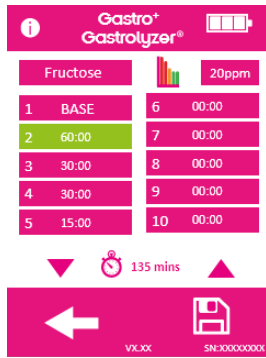 i
Gastro+
Gastrolyzer®
Fructose
20ppm
1 BASE
2 60:00
3 30:00
4 30:00
5 15:00
6 00:00
7 00:00
8 00:00
9 00:00
10 00:00
135 mins
VX.XX
SN:XXXXXXXXX